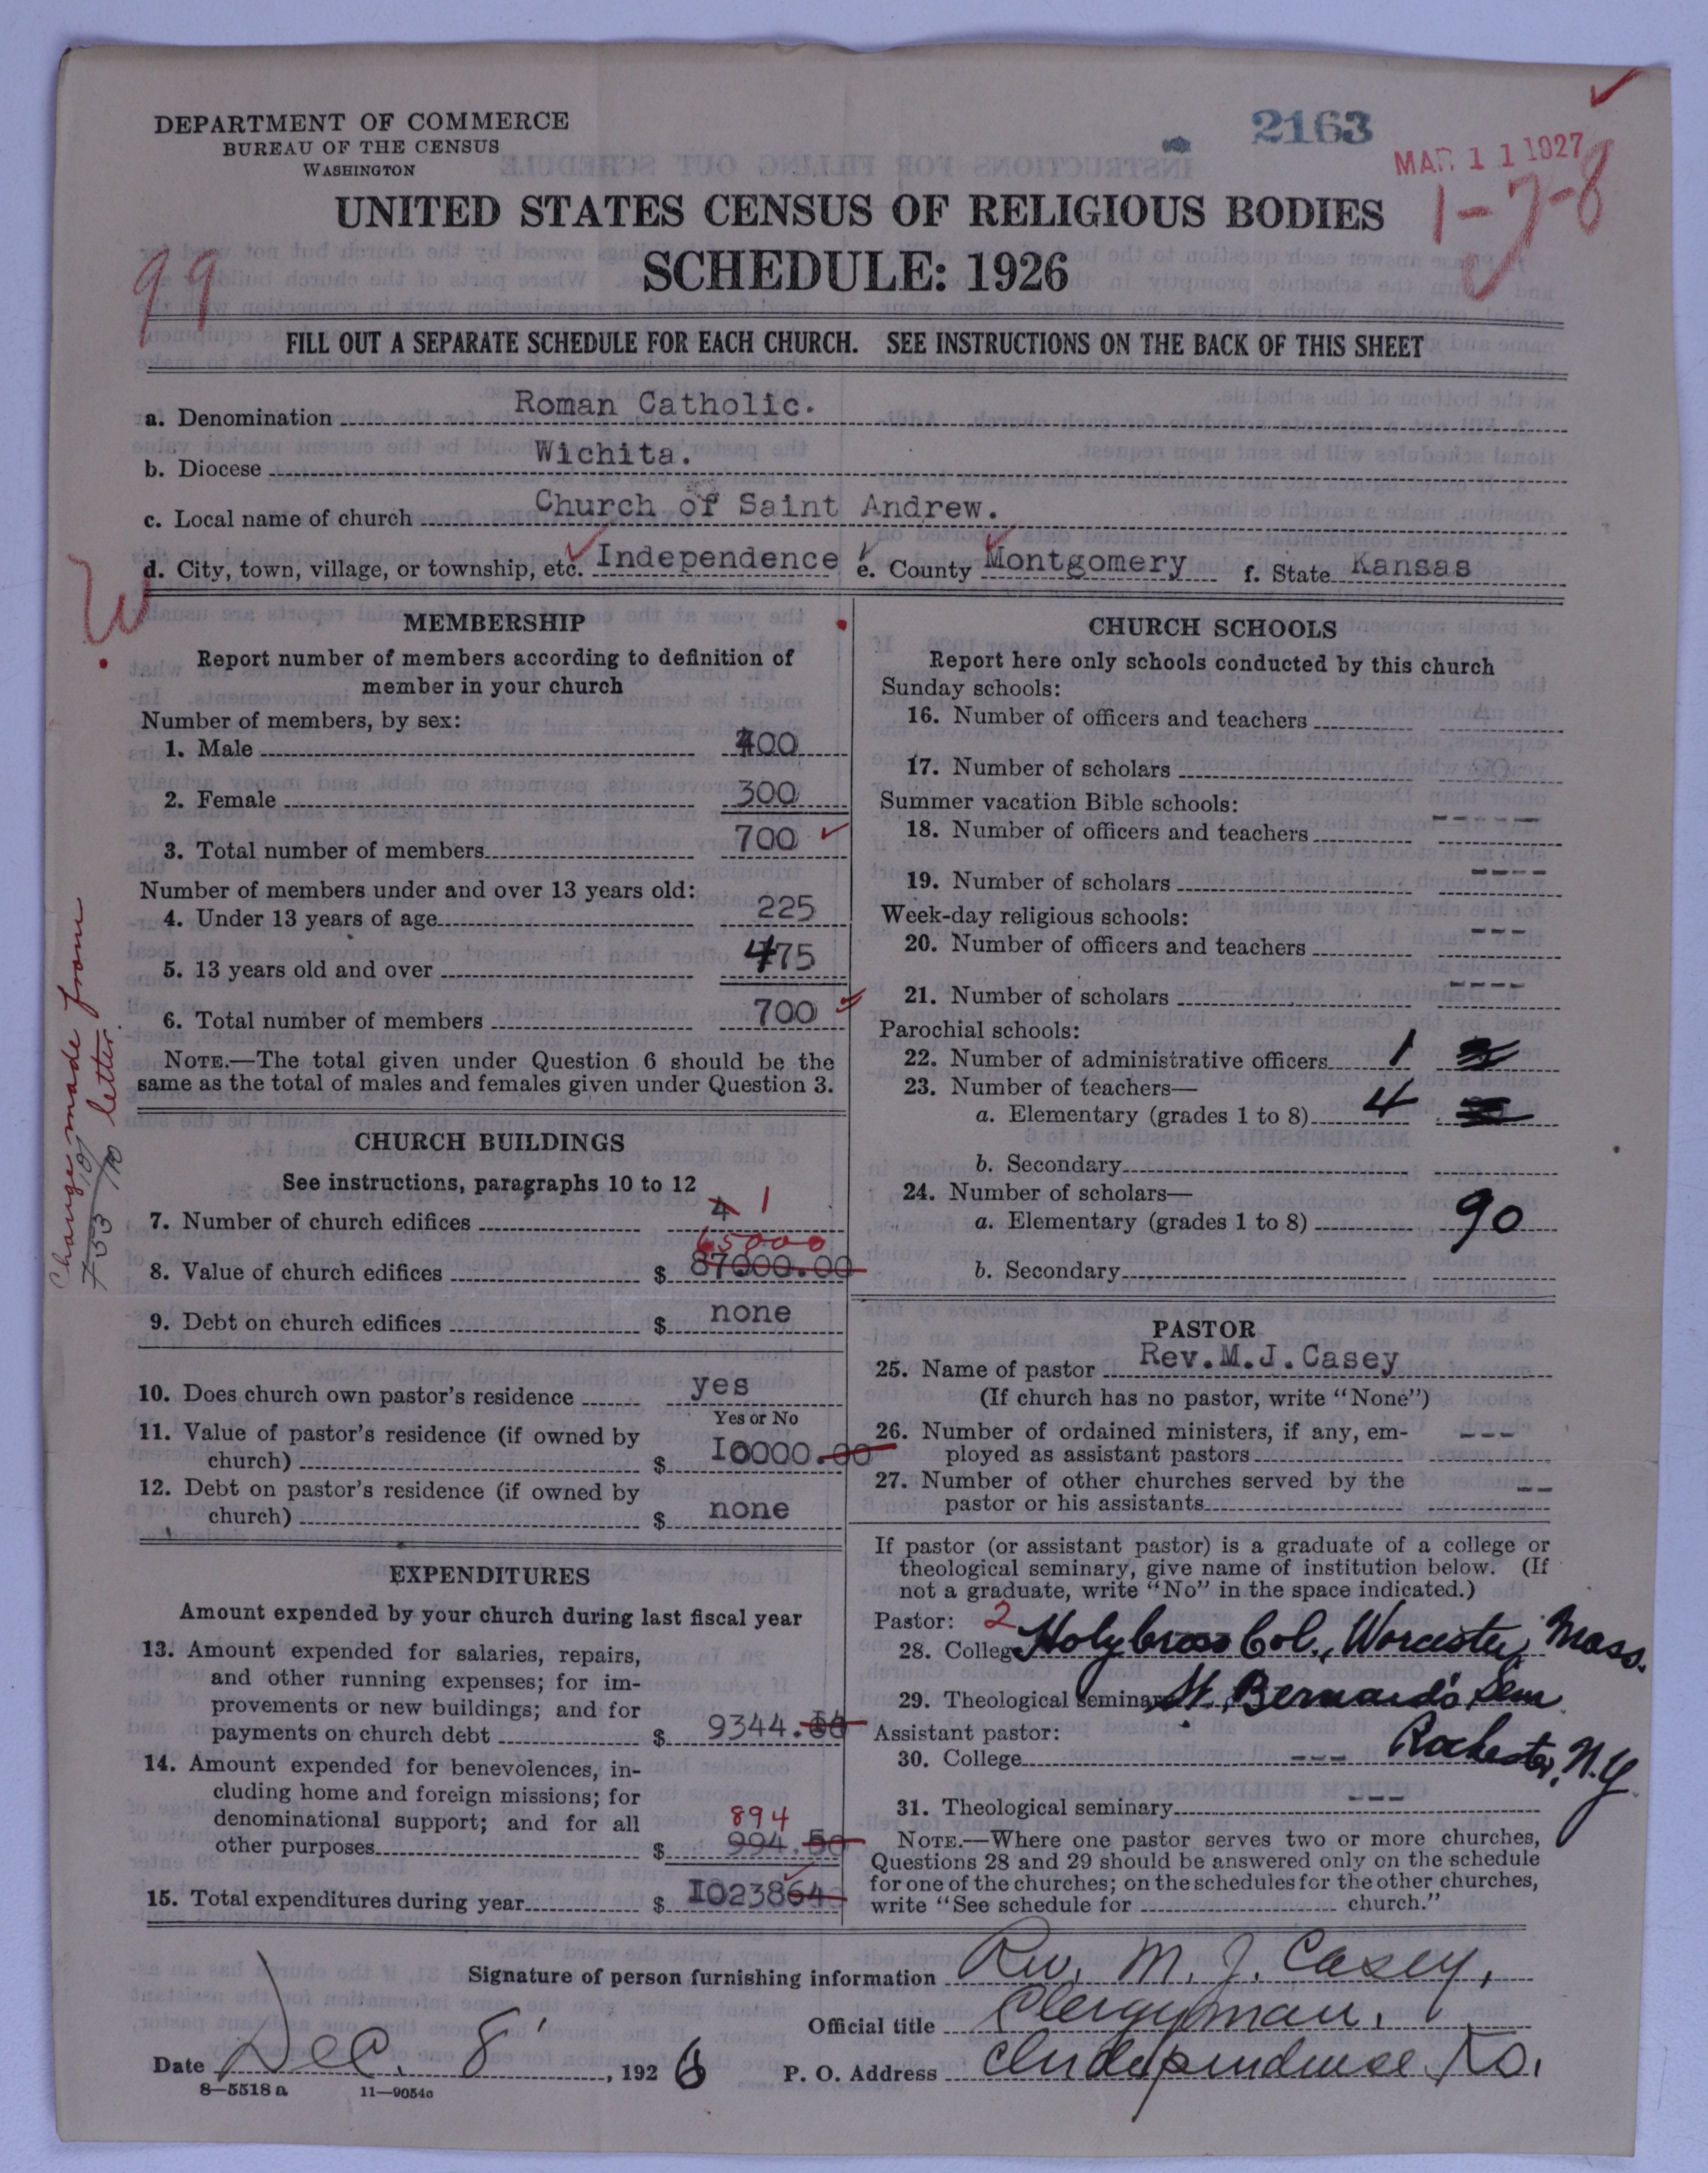 DEPARTMENT OF COMMERCE
BUREAU OF THE CENSUS
WASHINGTON
2163
MAR 11 1927
1-7-8
UNITED STATES CENSUS OF RELIGIOUS BODIES
SCHEDULE: 1926
99
FILL OUT A SEPARATE SCHEDULE FOR EACH CHURCH. SEE INSTRUCTIONS ON THE BACK OF THIS SHEET
a. Denomination Roman Catholic.
b. Diocese Wichita.
c. Local name of church Church of Saint Andrew.
d. City, town, village, or township, etc. Independence e. County Montgomery f. State Kansas
MEMBERSHIP
Report number of members according to definition of
member in your church
Number of members, by sex:
1. Male 400
2. Female 300
3. Total number of members 700
Number of members under and over 13 years old:
4. Under 13 years of age 225
5. 13 years old and over 475
6. Total number of members 700
NOTE.—The total given under Question 6 should be the
same as the total of males and females given under Question 3.
Change made from
letter
CHURCH BUILDINGS
See instructions, paragraphs 10 to 12
7. Number of church edifices 4 1
65000
8. Value of church edifices $ 87000.00
9. Debt on church edifices $ none
10. Does church own pastor's residence yes
Yes or No
11. Value of pastor's residence (if owned by
church) $ I0000.00
12. Debt on pastor's residence (if owned by
church) $ none
EXPENDITURES
Amount expended by your church during last fiscal year
13. Amount expended for salaries, repairs,
and other running expenses; for im-
provements or new buildings; and for
payments on church debt $ 9344.
14. Amount expended for benevolences, in-
cluding home and foreign missions; for
denominational support; and for all 894
other purposes $ 994.50
15. Total expenditures during year $ I023864
CHURCH SCHOOLS
Report here only schools conducted by this church
Sunday schools:
16. Number of officers and teachers
17. Number of scholars
Summer vacation Bible schools:
18. Number of officers and teachers -----
19. Number of scholars ----
Week-day religious schools:
20. Number of officers and teachers ---
21. Number of scholars ----
Parochial schools:
22. Number of administrative officers 1
23. Number of teachers—
a. Elementary (grades 1 to 8) 4
b. Secondary
24. Number of scholars—
a. Elementary (grades 1 to 8) 90
b. Secondary
PASTOR
25. Name of pastor Rev.M.J.Casey
(If church has no pastor, write "None")
26. Number of ordained ministers, if any, em-
ployed as assistant pastors ---
27. Number of other churches served by the
pastor or his assistants --
If pastor (or assistant pastor) is a graduate of a college or
theological seminary, give name of institution below. (If
not a graduate, write "No" in the space indicated.)
Pastor: 2
28. College Holy Cross Col., Worcester, Mass.
29. Theological seminary St. Bernard's Sem
Assistant pastor: Rochester, N.Y.
30. College ---
31. Theological seminary ---
NOTE.—Where one pastor serves two or more churches,
Questions 28 and 29 should be answered only on the schedule
for one of the churches; on the schedules for the other churches,
write "See schedule for church."
Signature of person furnishing information Rev. M. J. Casey,
Official title Clergyman.
Date Dec. 8, 1926 P. O. Address Independence, Ks.
8—5518 a 11—9054a